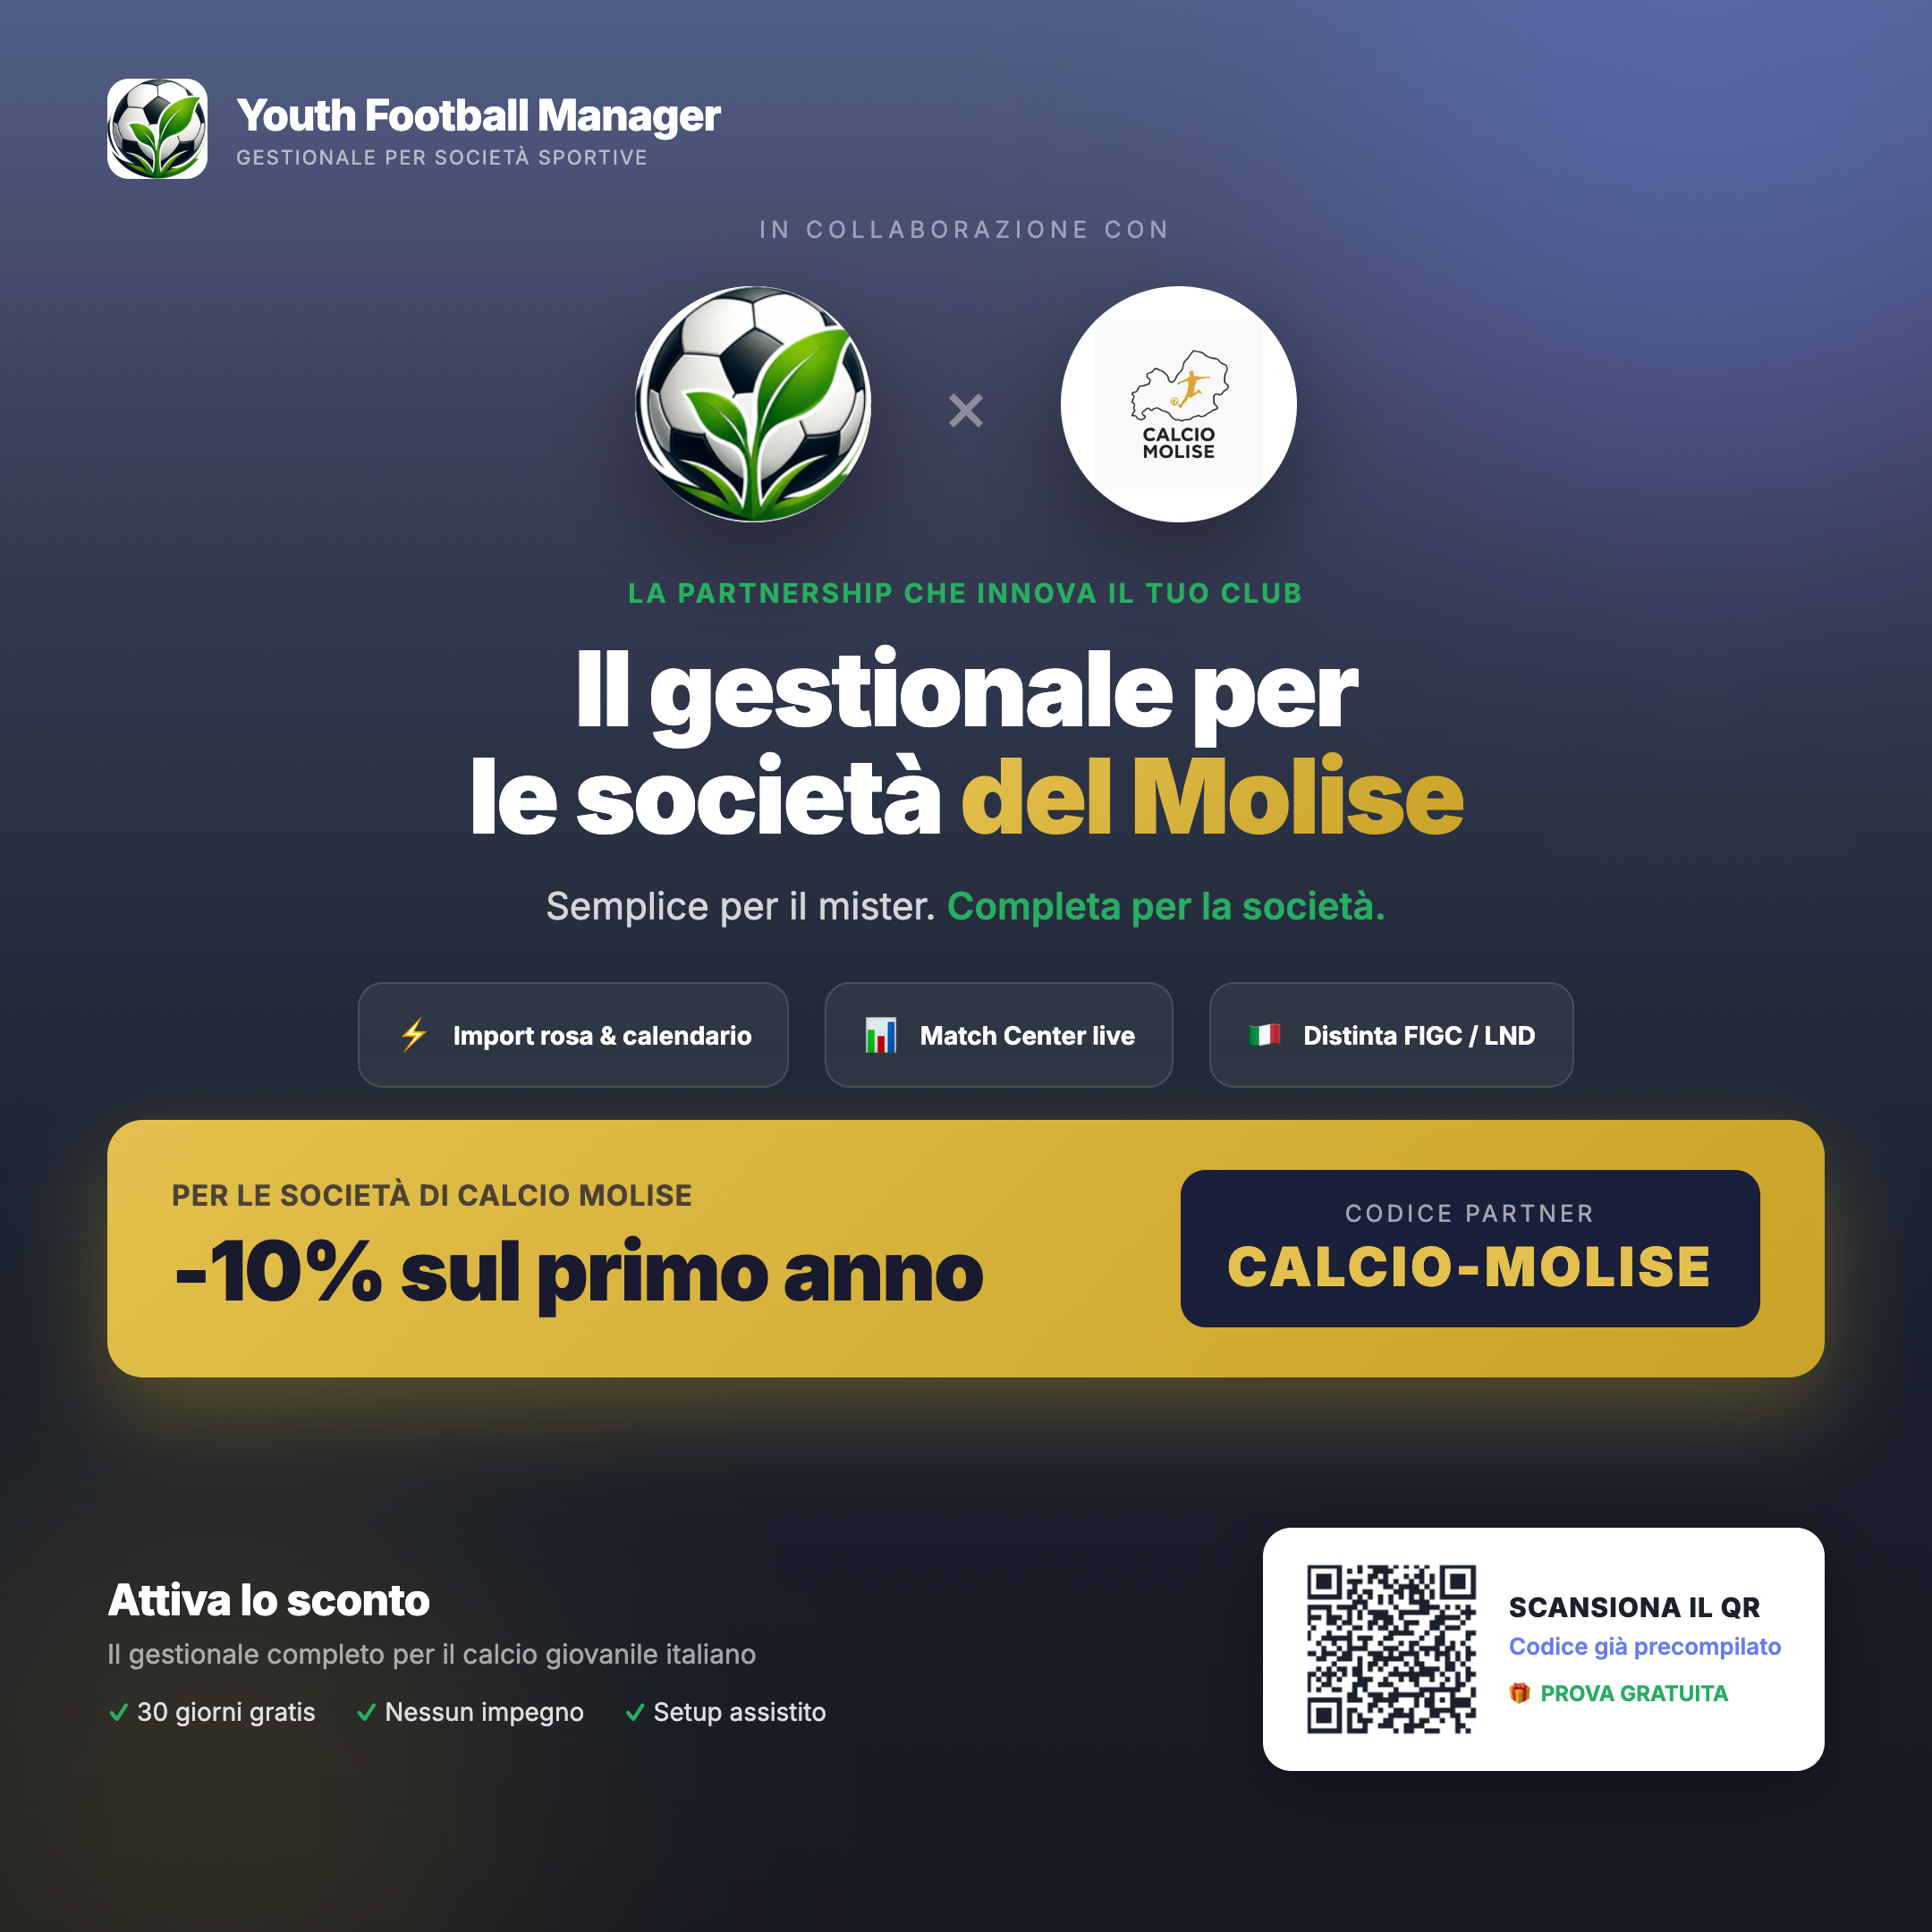 Youth Football Manager
GESTIONALE PER SOCIETÀ SPORTIVE
IN COLLABORAZIONE CON
×
CALCIO
MOLISE
LA PARTNERSHIP CHE INNOVA IL TUO CLUB
Il gestionale per
le società del Molise
Semplice per il mister. Completa per la società.
Import rosa & calendario
Match Center live
Distinta FIGC / LND
PER LE SOCIETÀ DI CALCIO MOLISE
-10% sul primo anno
CODICE PARTNER
CALCIO-MOLISE
Attiva lo sconto
Il gestionale completo per il calcio giovanile italiano
✓ 30 giorni gratis ✓ Nessun impegno ✓ Setup assistito
SCANSIONA IL QR
Codice già precompilato
PROVA GRATUITA